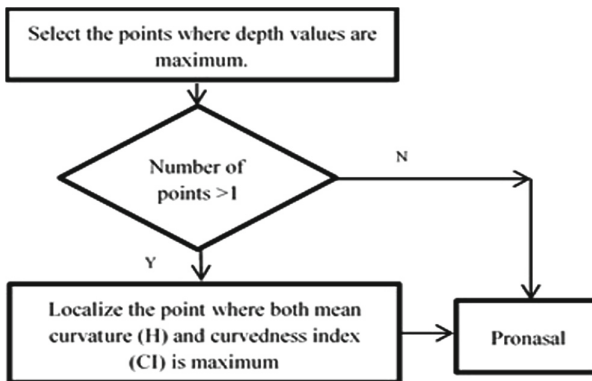 Select the points where depth values are
maximum.
Number of
points >1
N
Y
Localize the point where both mean
curvature (H) and curvedness index
(CI) is maximum
Pronasal